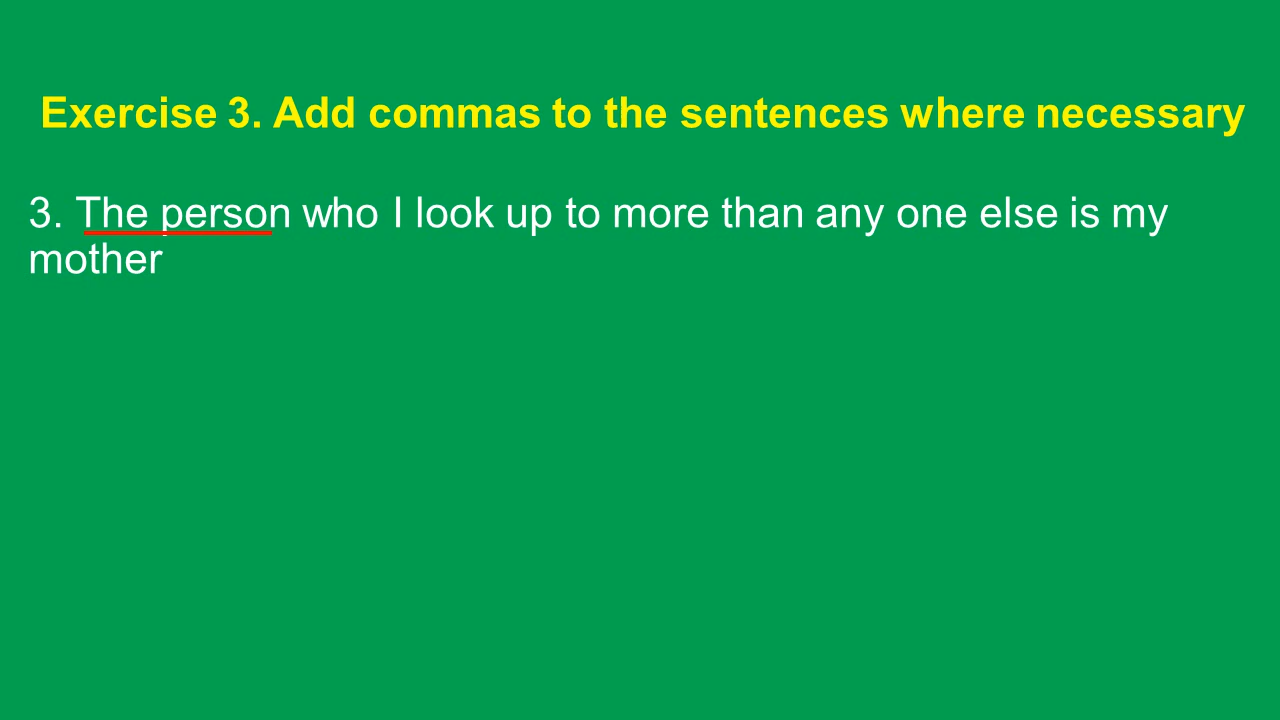 Exercise 3. Add commas to the sentences where necessary
3. The person who I look up to more than any one else is my
mother